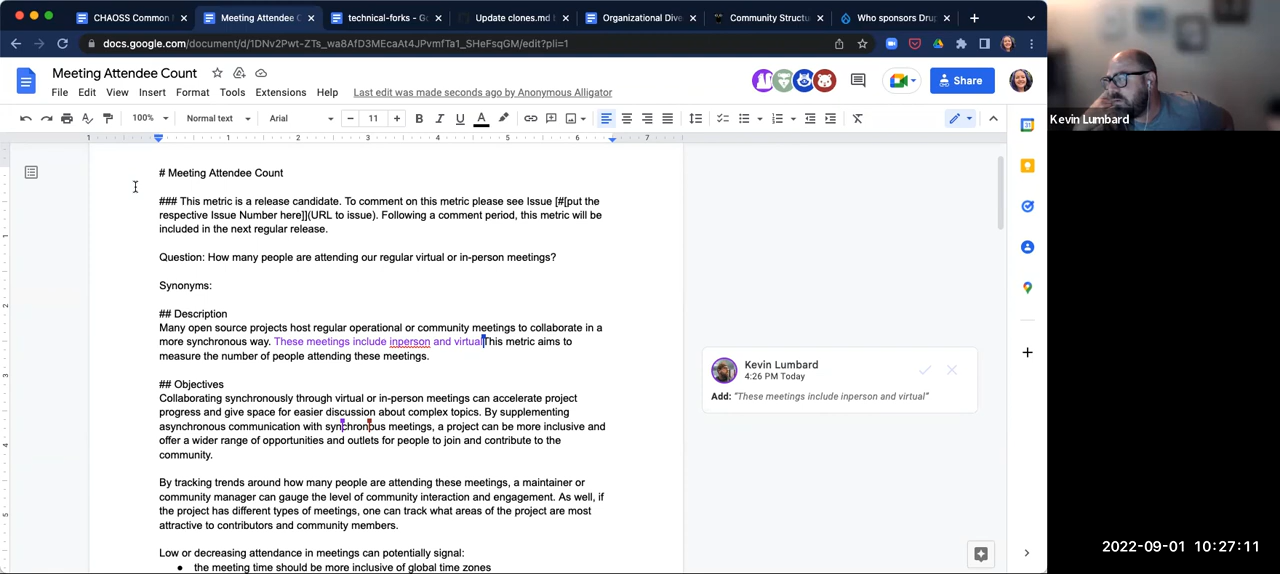 CHAOSS Common
Meeting Attendee C
technical-forks - Go
Update clones.md b
Organizational Dive
Community Structu
Who sponsors Drup
docs.google.com/document/d/1DNv2Pwt-ZTs_wa8AfD3MEcaAt4JPvmfTa1_SHeFsqGM/edit?pli=1
Meeting Attendee Count
File Edit View Insert Format Tools Extensions Help Last edit was made seconds ago by Anonymous Alligator
Share
100% Normal text Arial 11
1 1 2 3 4 5 6 7
# Meeting Attendee Count
### This metric is a release candidate. To comment on this metric please see Issue [#[put the
respective Issue Number here]](URL to issue). Following a comment period, this metric will be
included in the next regular release.
Question: How many people are attending our regular virtual or in-person meetings?
Synonyms:
## Description
Many open source projects host regular operational or community meetings to collaborate in a
more synchronous way. These meetings include inperson and virtualThis metric aims to
measure the number of people attending these meetings.
## Objectives
Collaborating synchronously through virtual or in-person meetings can accelerate project
progress and give space for easier discussion about complex topics. By supplementing
asynchronous communication with synchronous meetings, a project can be more inclusive and
offer a wider range of opportunities and outlets for people to join and contribute to the
community.
By tracking trends around how many people are attending these meetings, a maintainer or
community manager can gauge the level of community interaction and engagement. As well, if
the project has different types of meetings, one can track what areas of the project are most
attractive to contributors and community members.
Low or decreasing attendance in meetings can potentially signal:
● the meeting time should be more inclusive of global time zones
Kevin Lumbard
4:26 PM Today
Add: "These meetings include inperson and virtual"
Kevin Lumbard
2022-09-01 10:27:11